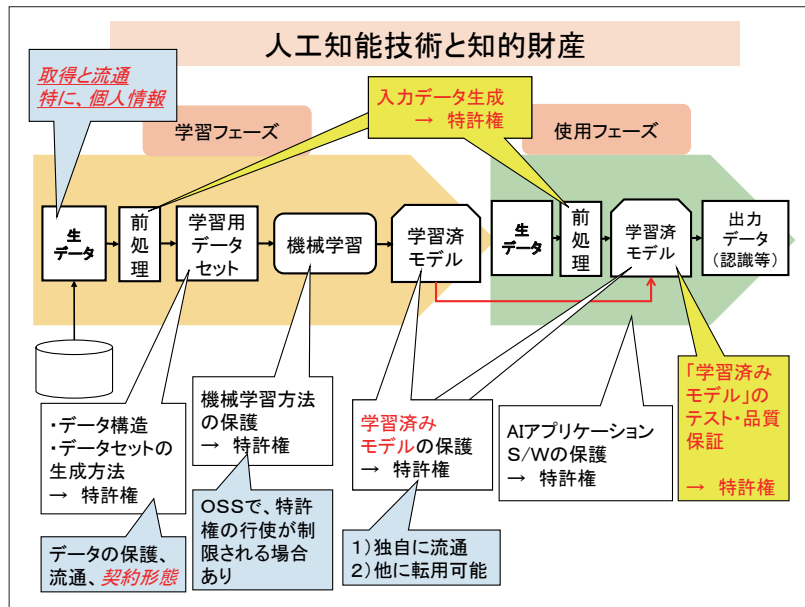 人工知能技術と知的財産
取得と流通
特に、個人情報
学習フェーズ
入力データ生成
→ 特許権
使用フェーズ
生
データ
前
処
理
学習用
データ
セット
機械学習
学習済
モデル
生
データ
前
処
理
学習済
モデル
出力
データ
(認識等)
・データ構造
・データセットの
生成方法
→ 特許権
データの保護、
流通、契約形態
機械学習方法
の保護
→ 特許権
OSSで、特許
権の行使が制
限される場合
あり
学習済み
モデルの保護
→ 特許権
1)独自に流通
2)他に転用可能
AIアプリケーション
S/Wの保護
→ 特許権
「学習済み
モデル」の
テスト・品質
保証
→ 特許権